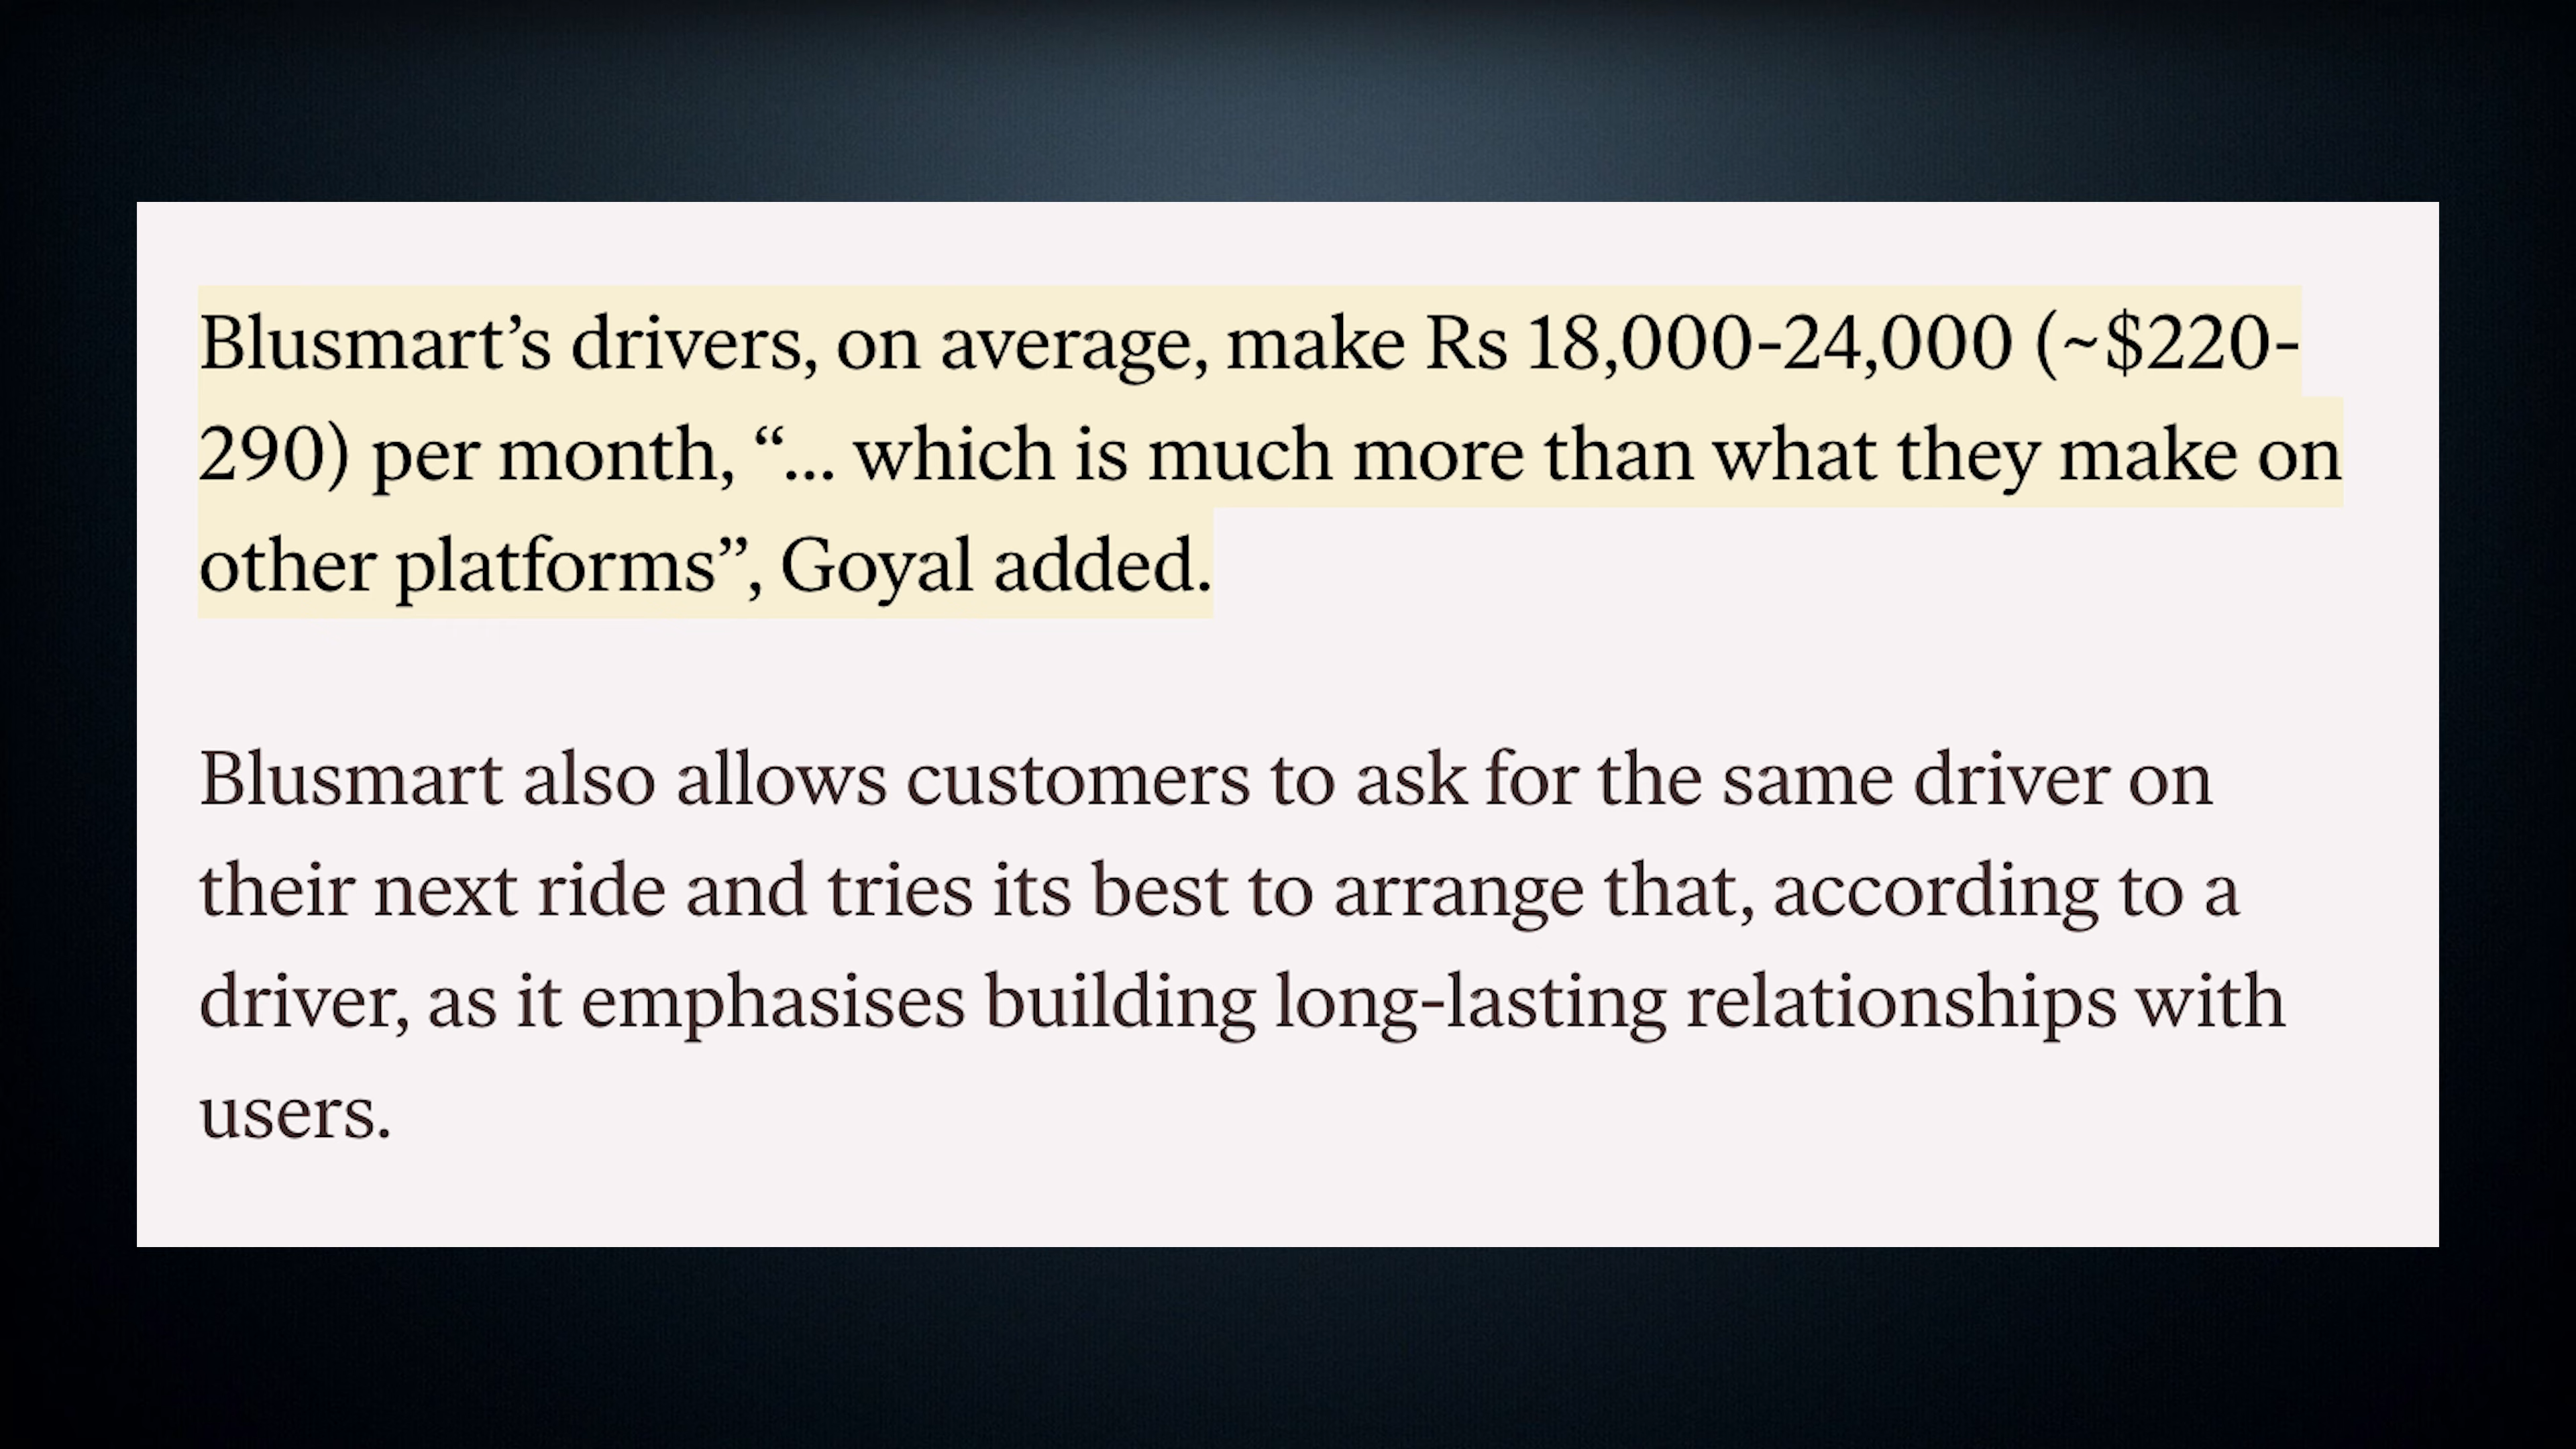 Blusmart’s drivers, on average, make Rs 18,000-24,000 (~$220-
290) per month, “... which is much more than what they make on
other platforms”, Goyal added.
Blusmart also allows customers to ask for the same driver on
their next ride and tries its best to arrange that, according to a
driver, as it emphasises building long-lasting relationships with
users.